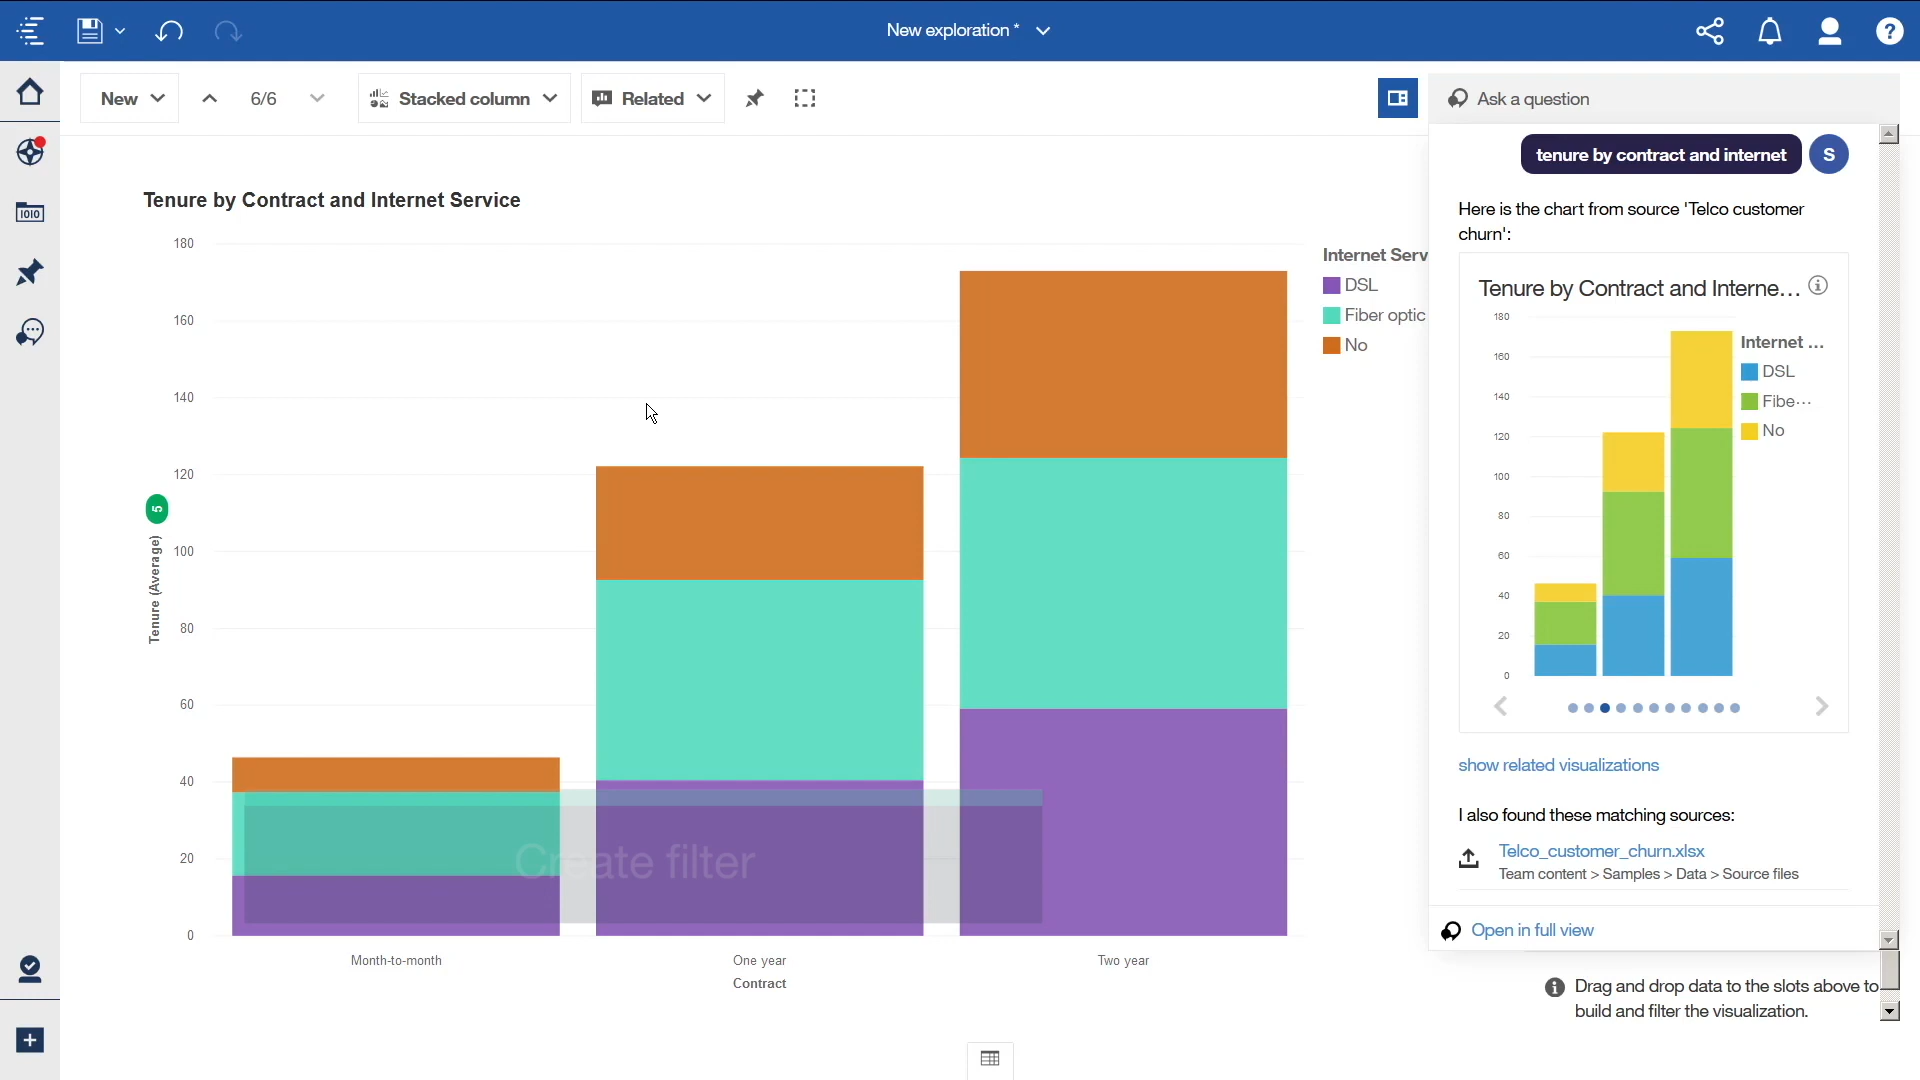 New exploration *
New
6/6
Stacked column
Related
Ask a question
tenure by contract and internet
S
Here is the chart from source 'Telco customer
churn':
Tenure by Contract and Internet Service
180
160
140
120
100
80
60
40
20
0
5
Tenure (Average)
Month-to-month
One year
Two year
Contract
Create filter
Internet Serv
DSL
Fiber optic
No
Tenure by Contract and Interne...
180
160
140
120
100
80
60
40
20
0
Internet ...
DSL
Fibe...
No
show related visualizations
I also found these matching sources:
Telco_customer_churn.xlsx
Team content > Samples > Data > Source files
Open in full view
Drag and drop data to the slots above to
build and filter the visualization.
1010